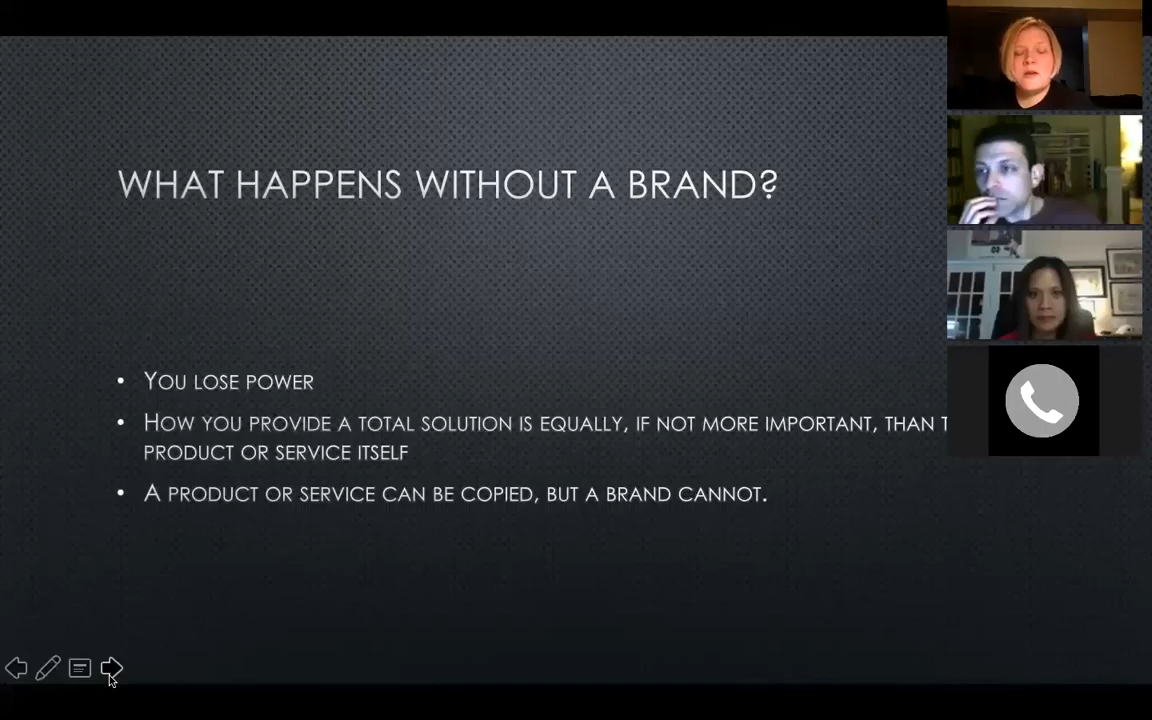 WHAT HAPPENS WITHOUT A BRAND?
• YOU LOSE POWER
• HOW YOU PROVIDE A TOTAL SOLUTION IS EQUALLY, IF NOT MORE IMPORTANT, THAN
PRODUCT OR SERVICE ITSELF
• A PRODUCT OR SERVICE CAN BE COPIED, BUT A BRAND CANNOT.